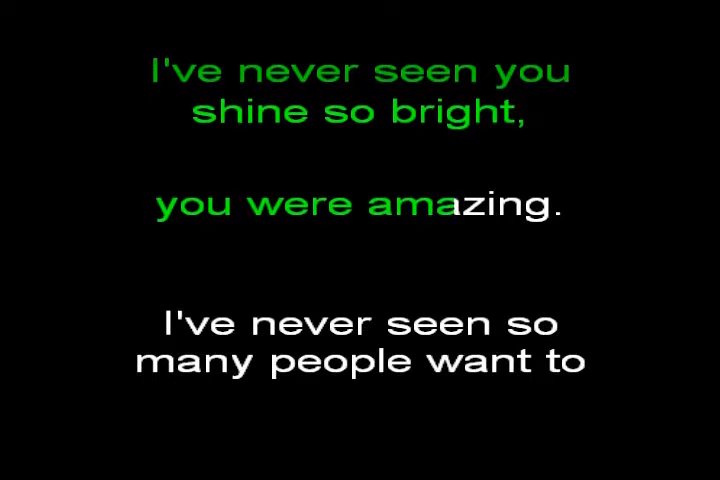 I've never seen you
shine so bright,
you were amazing.
I've never seen so
many people want to